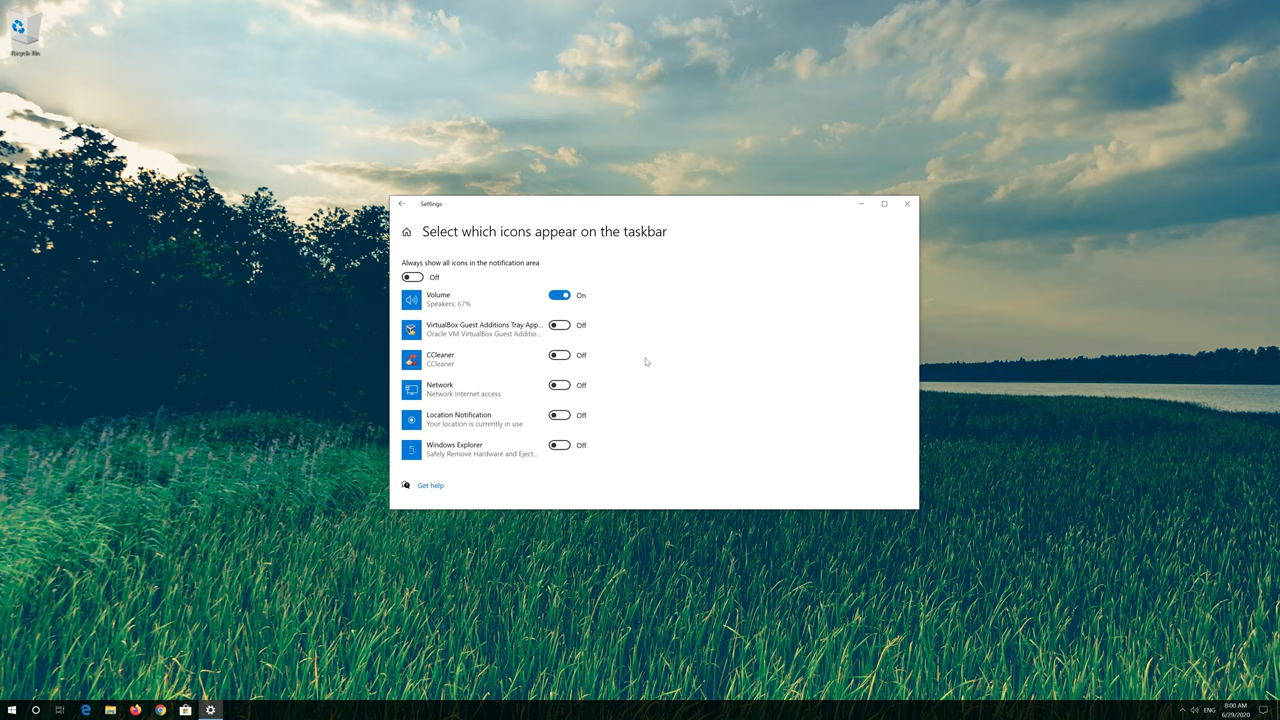 Recycle Bin
Settings
Select which icons appear on the taskbar
Always show all icons in the notification area
Off
Volume
Speakers: 67%
On
VirtualBox Guest Additions Tray App...
Oracle VM VirtualBox Guest Additio...
Off
CCleaner
CCleaner
Off
Network
Network Internet access
Off
Location Notification
Your location is currently in use
Off
Windows Explorer
Safely Remove Hardware and Eject...
Off
Get help
ENG
8:00 AM
6/29/2020